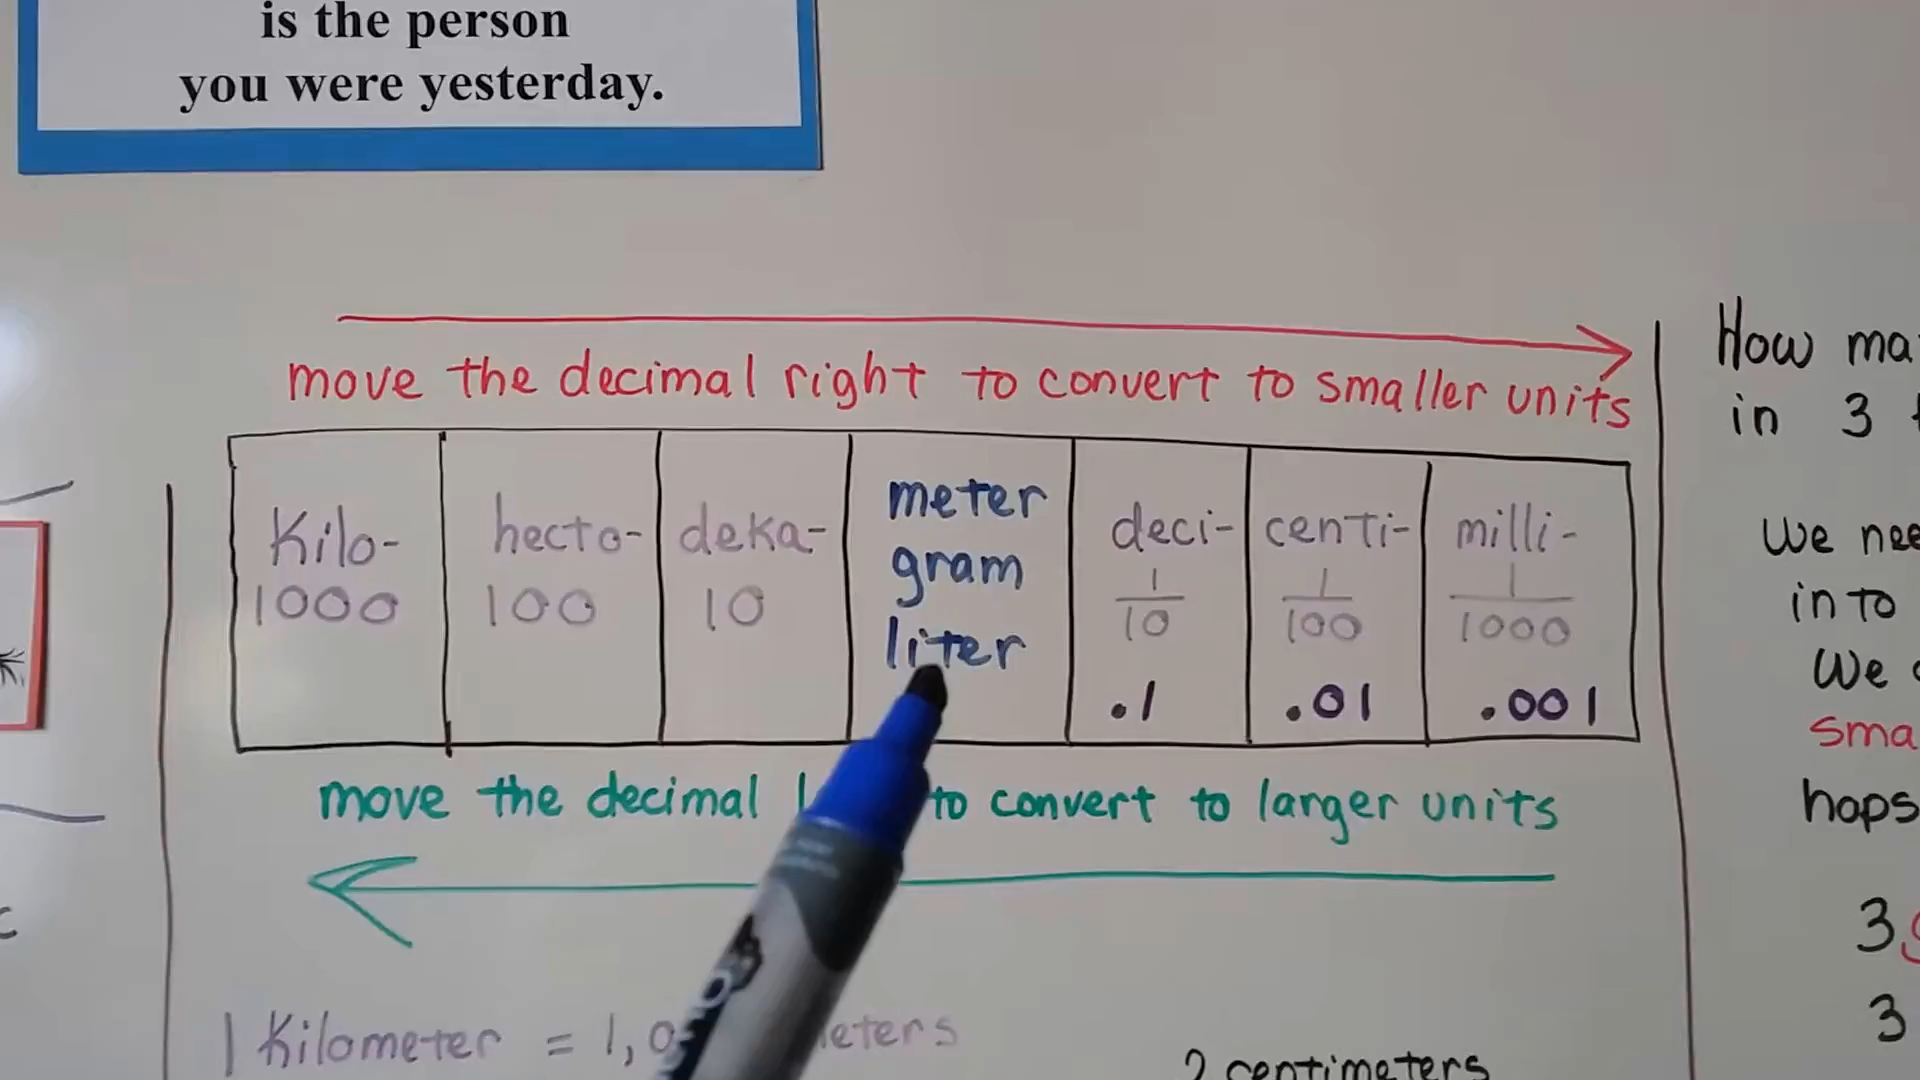 is the person
you were yesterday.
move the decimal right to convert to smaller units
Kilo-
1000
hecto-
100
deka-
10
meter
gram
liter
deci-
1
10
.1
centi-
1
100
.01
milli-
1
1000
.001
move the decimal to convert to larger units
1 Kilometer = 1,0
2 centimeters
How
in 3
We
into
We
hops
3
3